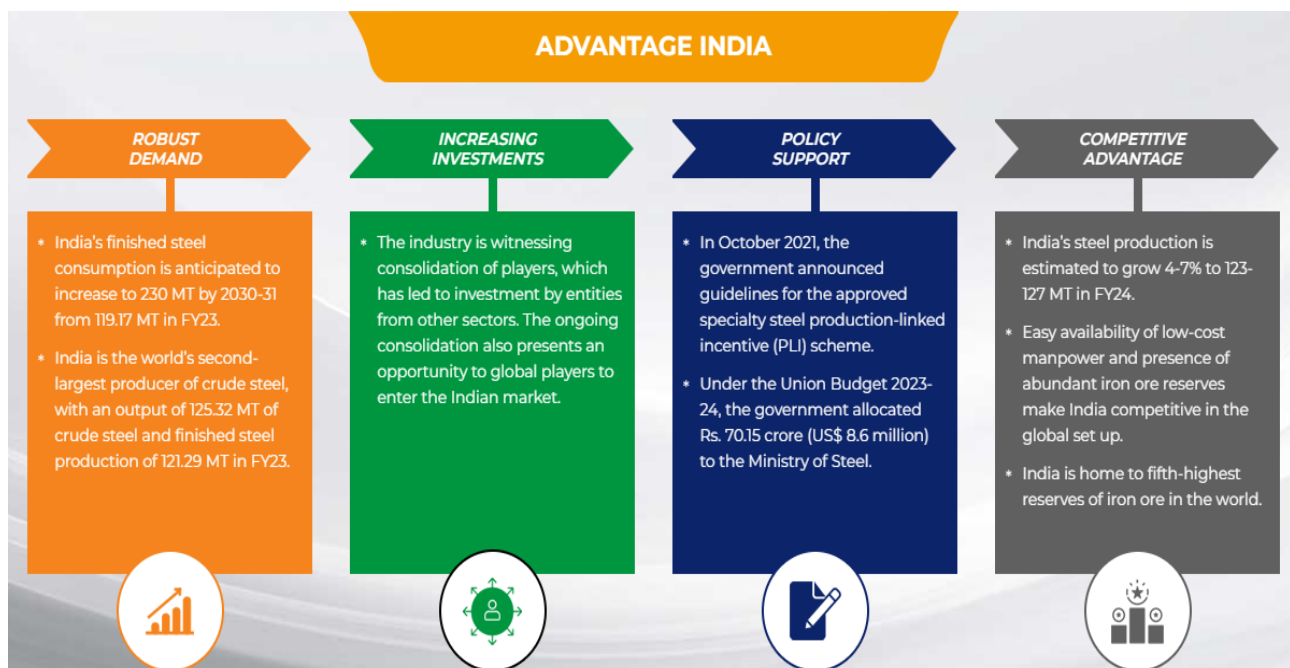 ADVANTAGE INDIA
ROBUST
DEMAND
* India's finished steel
consumption is anticipated to
increase to 230 MT by 2030-31
from 119.17 MT in FY23.
* India is the world's second-
largest producer of crude steel,
with an output of 125.32 MT of
crude steel and finished steel
production of 121.29 MT in FY23.
INCREASING
INVESTMENTS
* The industry is witnessing
consolidation of players, which
has led to investment by entities
from other sectors. The ongoing
consolidation also presents an
opportunity to global players to
enter the Indian market.
POLICY
SUPPORT
* In October 2021, the
government announced
guidelines for the approved
specialty steel production-linked
incentive (PLI) scheme.
* Under the Union Budget 2023-
24, the government allocated
Rs. 70.15 crore (US$ 8.6 million)
to the Ministry of Steel.
COMPETITIVE
ADVANTAGE
* India's steel production is
estimated to grow 4-7% to 123-
127 MT in FY24.
* Easy availability of low-cost
manpower and presence of
abundant iron ore reserves
make India competitive in the
global set up.
* India is home to fifth-highest
reserves of iron ore in the world.